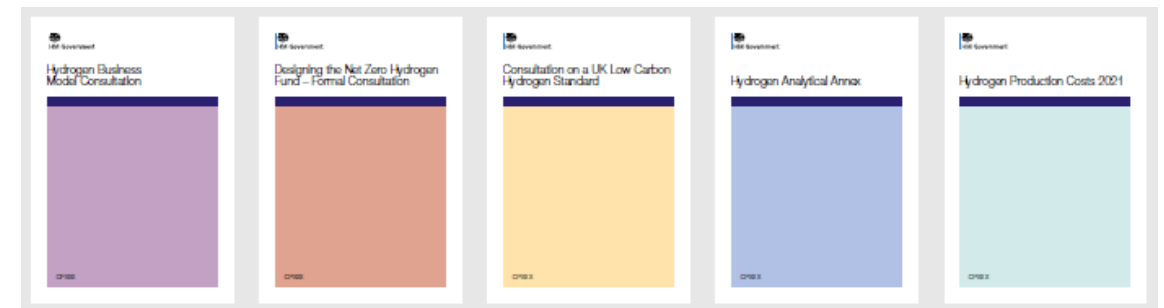 HM Government
Hydrogen Business
Model Consultation
HM Government
Designing the Net Zero Hydrogen
Fund – Formal Consultation
HM Government
Consultation on a UK Low Carbon
Hydrogen Standard
HM Government
Hydrogen Analytical Annex
HM Government
Hydrogen Production Costs 2021